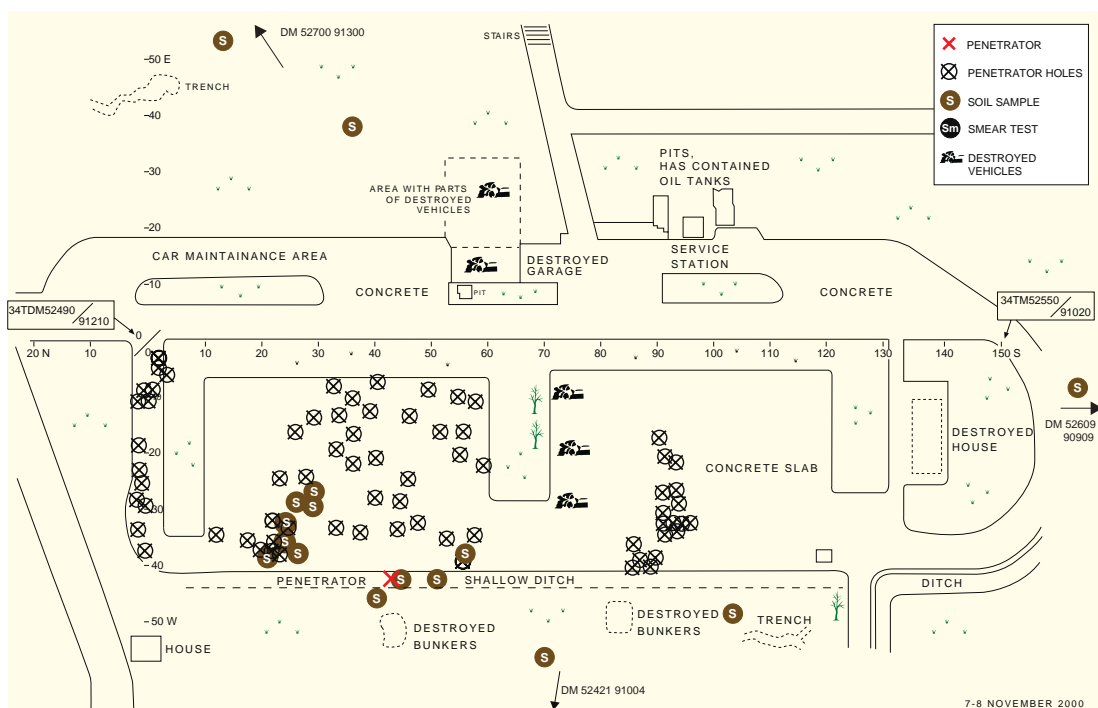 DM 52700 91300
STAIRS
S
50 E
TRENCH
40
S
30
20
PENETRATOR
PENETRATOR HOLES
S SOIL SAMPLE
Sm SMEAR TEST
DESTROYED
VEHICLES
PITS,
HAS CONTAINED
OIL TANKS
AREA WITH PARTS
OF DESTROYED
VEHICLES
CAR MAINTAINANCE AREA
DESTROYED
GARAGE
SERVICE
STATION
10
CONCRETE
PIT
CONCRETE
34TDM52490
91210
34TM52550
91020
0
20 N 10 0 10 20 30 40 50 60 70 80 90 100 110 120 130 140 150 S
S
DM 52609
90909
10
DESTROYED
HOUSE
20
CONCRETE SLAB
S
S
S
30
S
S
S
S
S
40
PENETRATOR
S
S
SHALLOW DITCH
DITCH
S
50 W
DESTROYED
BUNKERS
DESTROYED
BUNKERS
S
TRENCH
HOUSE
S
DM 52421 91004
7-8 NOVEMBER 2000